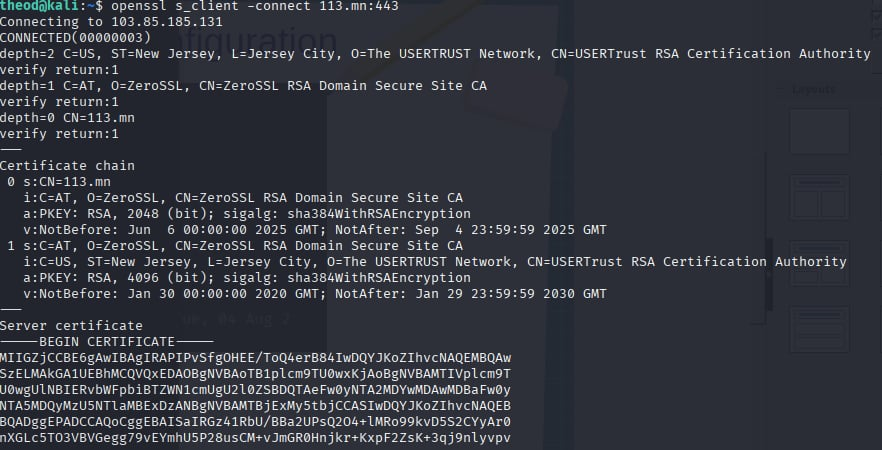 theod@kali:~$ openssl s_client -connect 113.mn:443
Connecting to 103.85.185.131
CONNECTED(00000003)
depth=2 C=US, ST=New Jersey, L=Jersey City, O=The USERTRUST Network, CN=USERTrust RSA Certification Authority
verify return:1
depth=1 C=AT, O=ZeroSSL, CN=ZeroSSL RSA Domain Secure Site CA
verify return:1
depth=0 CN=113.mn
verify return:1
---
Certificate chain
 0 s:CN=113.mn
   i:C=AT, O=ZeroSSL, CN=ZeroSSL RSA Domain Secure Site CA
   a:PKEY: RSA, 2048 (bit); sigalg: sha384WithRSAEncryption
   v:NotBefore: Jun  6 00:00:00 2025 GMT; NotAfter: Sep  4 23:59:59 2025 GMT
 1 s:C=AT, O=ZeroSSL, CN=ZeroSSL RSA Domain Secure Site CA
   i:C=US, ST=New Jersey, L=Jersey City, O=The USERTRUST Network, CN=USERTrust RSA Certification Authority
   a:PKEY: RSA, 4096 (bit); sigalg: sha384WithRSAEncryption
   v:NotBefore: Jan 30 00:00:00 2020 GMT; NotAfter: Jan 29 23:59:59 2030 GMT
---
Server certificate
-----BEGIN CERTIFICATE-----
MIIGZjCCBE6gAwIBAgIRAPIPvSfgOHEE/ToQ4erB84IwDQYJKoZIhvcNAQEMBQAw
SzELMAkGA1UEBhMCQVQxEDAOBgNVBAoTB1plcm9TU0wxKjAoBgNVBAMTIVplcm9T
U0wgUlNBIERvbWFpbiBTZWN1cmUgU2l0ZSBDQTAeFw0yNTA2MDYwMDAwMDBaFw0y
NTA5MDQyMzU5NTlaMBExDzANBgNVBAMTBjExMy5tbjCCASIwDQYJKoZIhvcNAQEB
BQADggEPADCCAQoCggEBAISaIRGz41RbU/BBa2UPsQ2O4+lMRo99kvD5S2CYyAr0
nXGLc5TO3VBVGegg79vEYmhU5P28usCM+vJmGR0Hnjkr+KxpF2ZsK+3qj9nlyvpv
figuration
Layouts
ue, 04 Aug 2